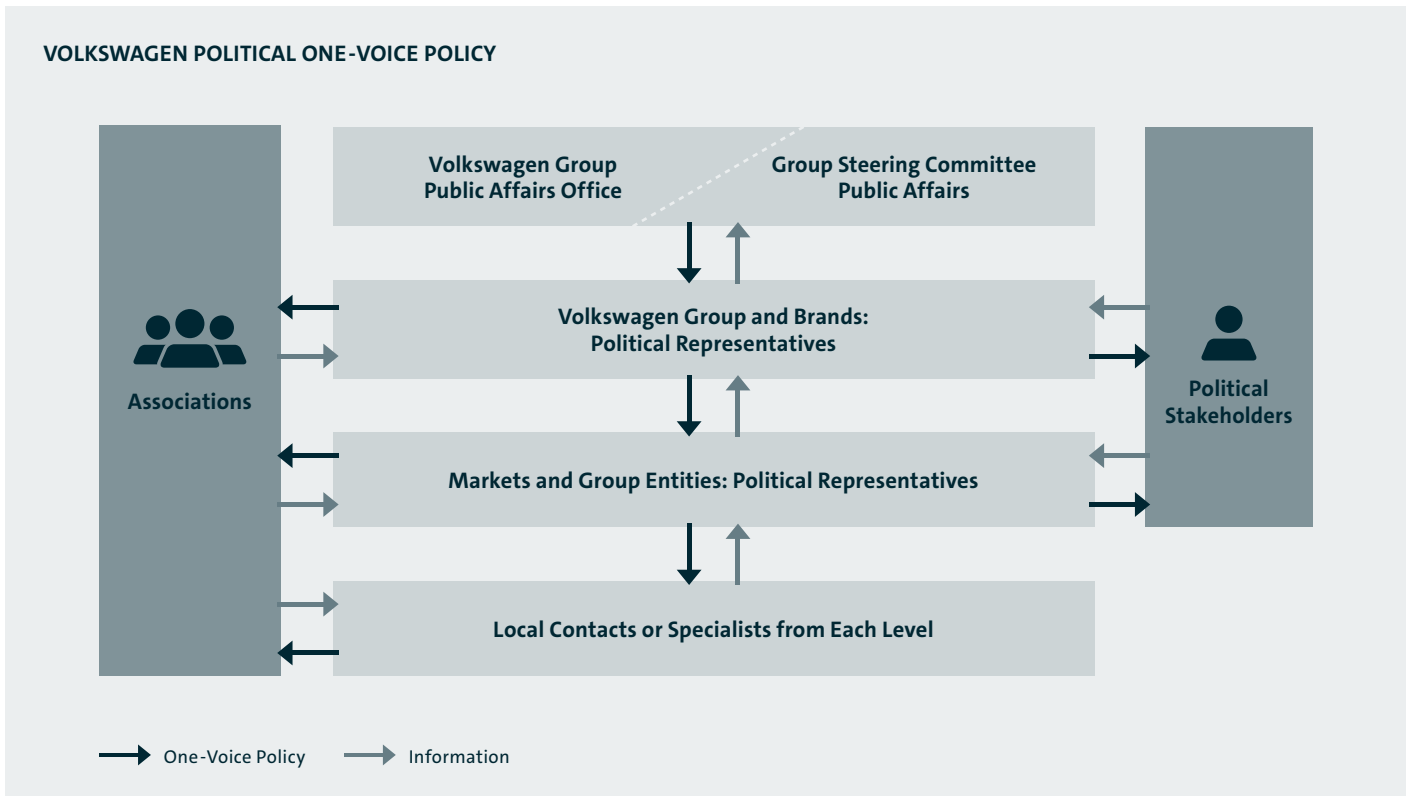 VOLKSWAGEN POLITICAL ONE-VOICE POLICY
Volkswagen Group
Public Affairs Office
Group Steering Committee
Public Affairs
Volkswagen Group and Brands:
Political Representatives
Associations
Political
Stakeholders
Markets and Group Entities: Political Representatives
Local Contacts or Specialists from Each Level
One-Voice Policy
Information